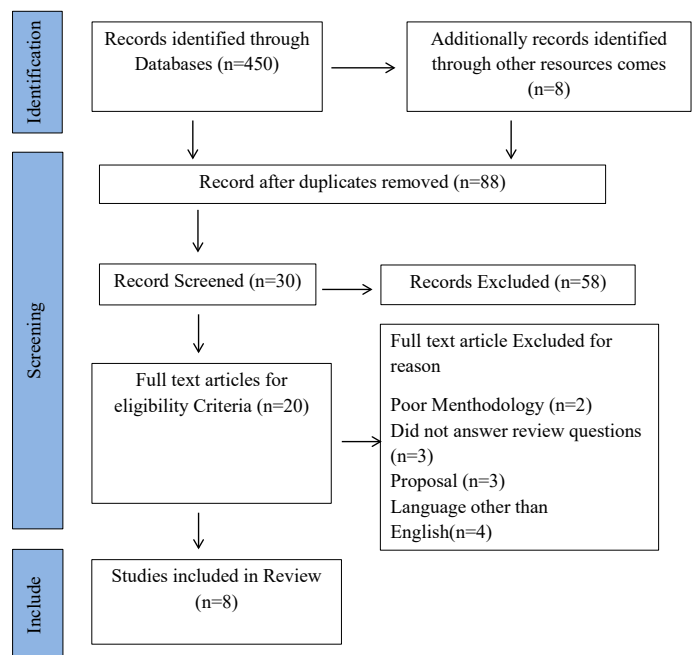 Identification
Records identified through
Databases (n=450)
Additionally records identified
through other resources comes
(n=8)
Screening
Record after duplicates removed (n=88)
Record Screened (n=30)
Records Excluded (n=58)
Full text articles for
eligibility Criteria (n=20)
Full text article Excluded for
reason
Poor Menthodology (n=2)
Did not answer review questions
(n=3)
Proposal (n=3)
Language other than
English(n=4)
Include
Studies included in Review
(n=8)